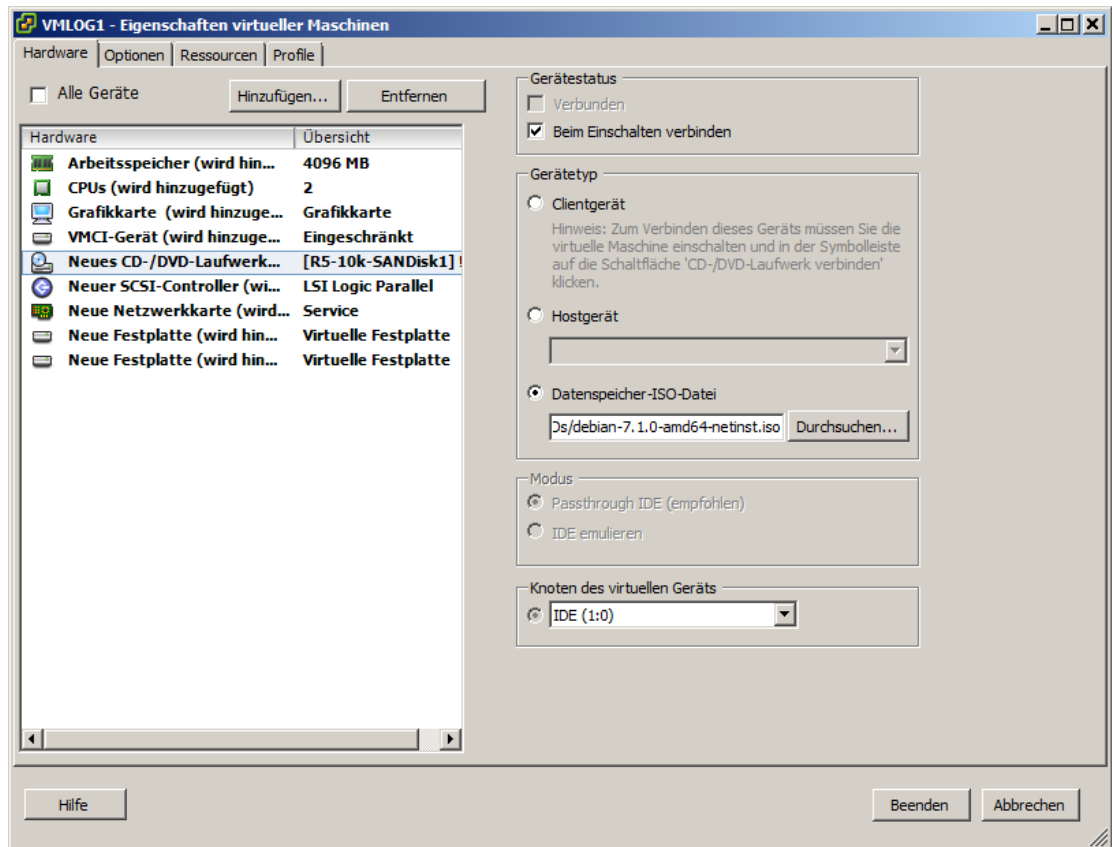 VMLOG1 - Eigenschaften virtueller Maschinen
Hardware Optionen Ressourcen Profile
Alle Geräte Hinzufügen... Entfernen
Hardware Übersicht
Arbeitsspeicher (wird hin... 4096 MB
CPUs (wird hinzugefügt) 2
Grafikkarte (wird hinzuge... Grafikkarte
VMCI-Gerät (wird hinzuge... Eingeschränkt
Neues CD-/DVD-Laufwerk... [R5-10k-SANDisk1]
Neuer SCSI-Controller (wi... LSI Logic Parallel
Neue Netzwerkkarte (wird... Service
Neue Festplatte (wird hin... Virtuelle Festplatte
Neue Festplatte (wird hin... Virtuelle Festplatte
Gerätestatus
Verbunden
Beim Einschalten verbinden
Gerätetyp
Clientgerät
Hinweis: Zum Verbinden dieses Geräts müssen Sie die
virtuelle Maschine einschalten und in der Symbolleiste
auf die Schaltfläche 'CD-/DVD-Laufwerk verbinden'
klicken.
Hostgerät
Datenspeicher-ISO-Datei
Os/debian-7.1.0-amd64-netinst.iso Durchsuchen...
Modus
Passthrough IDE (empfohlen)
IDE emulieren
Knoten des virtuellen Geräts
IDE (1:0)
Hilfe Beenden Abbrechen